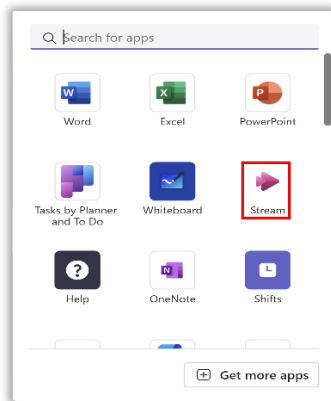 Search for apps
W
X
P
Word
Excel
PowerPoint
Tasks by Planner
and To Do
Whiteboard
Stream
?
N
Help
OneNote
Shifts
Get more apps